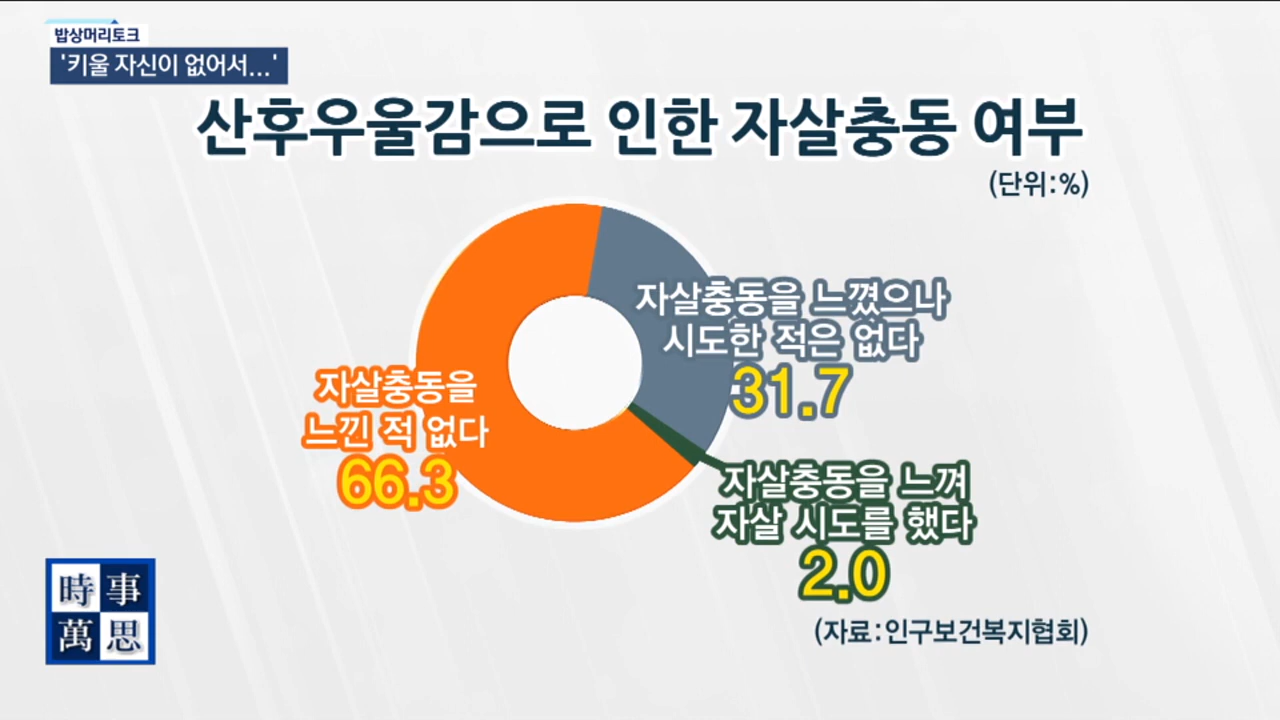 밥상머리토크
'키울 자신이 없어서...'
산후우울감으로 인한 자살충동 여부
(단위:%)
자살충동을 느꼈으나
시도한 적은 없다
31.7
자살충동을
느낀 적 없다
66.3
자살충동을 느껴
자살 시도를 했다
2.0
(자료:인구보건복지협회)
時事
萬思